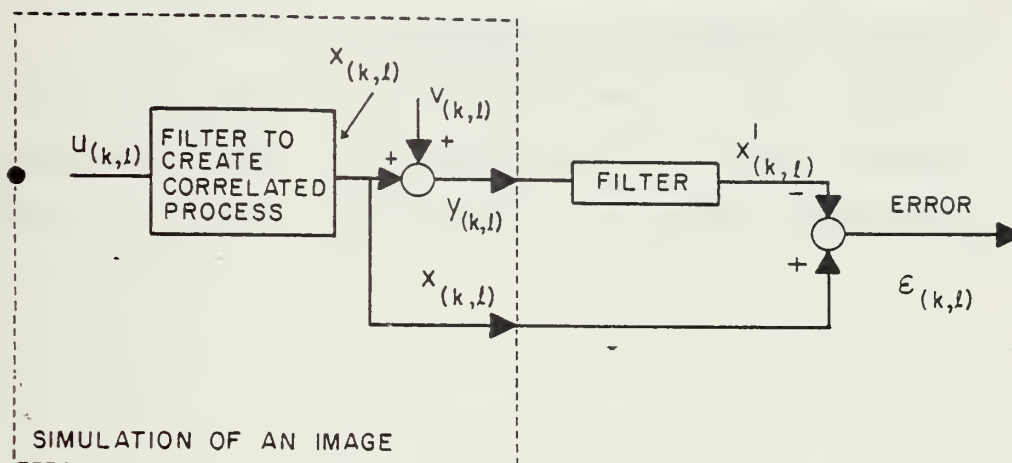 x(k,l)
v(k,l)
+
u(k,l)
FILTER TO
CREATE
CORRELATED
PROCESS
+
y(k,l)
FILTER
x'(k,l)
-
ERROR
+
ε(k,l)
x(k,l)
SIMULATION OF AN IMAGE